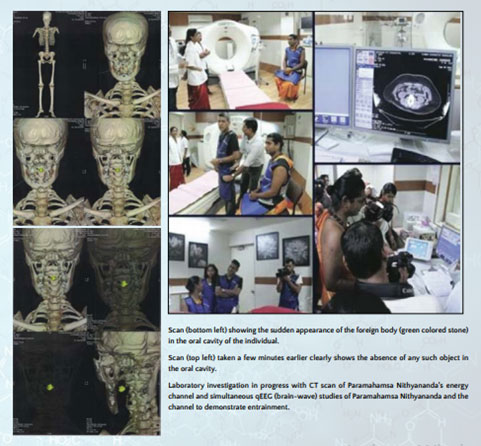 Scan (bottom left) showing the sudden appearance of the foreign body (green colored stone)
in the oral cavity of the individual.
Scan (top left) taken a few minutes earlier clearly shows the absence of any such object in
the oral cavity.
Laboratory investigation in progress with CT scan of Paramahamsa Nithyananda's energy
channel and simultaneous qEEG (brain-wave) studies of Paramahamsa Nithyananda and the
channel to demonstrate entrainment.